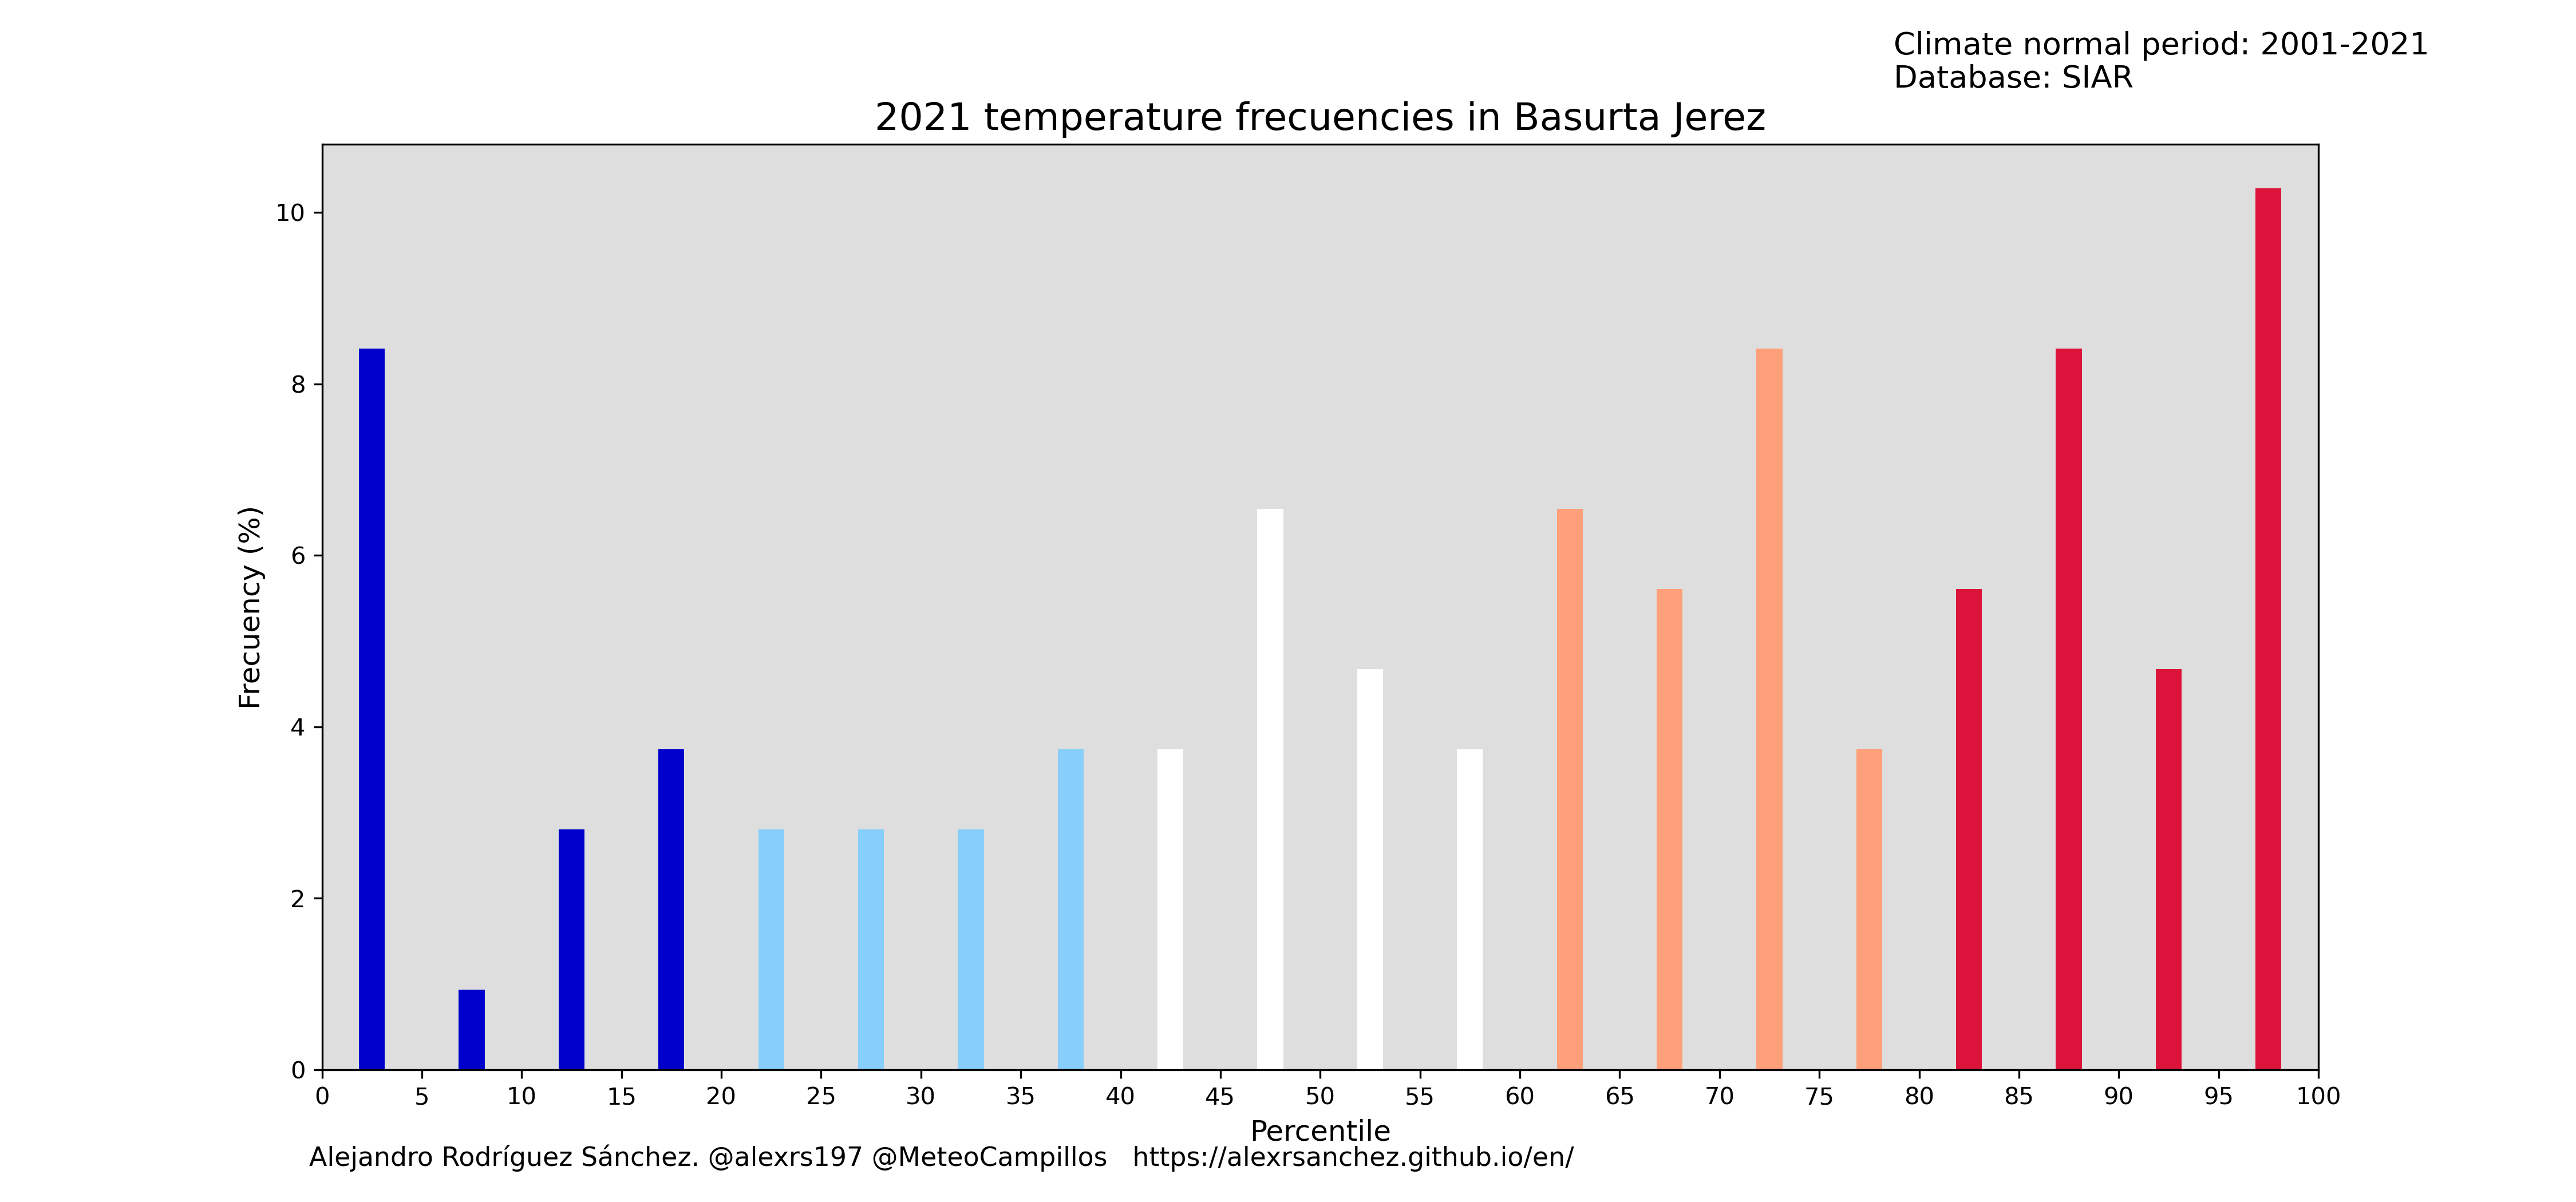 Climate normal period: 2001-2021
Database: SIAR
2021 temperature frecuencies in Basurta Jerez
10
8
6
4
2
0
Frecuency (%)
0 5 10 15 20 25 30 35 40 45 50 55 60 65 70 75 80 85 90 95 100
Percentile
Alejandro Rodríguez Sánchez. @alexrs197 @MeteoCampillos https://alexrsanchez.github.io/en/